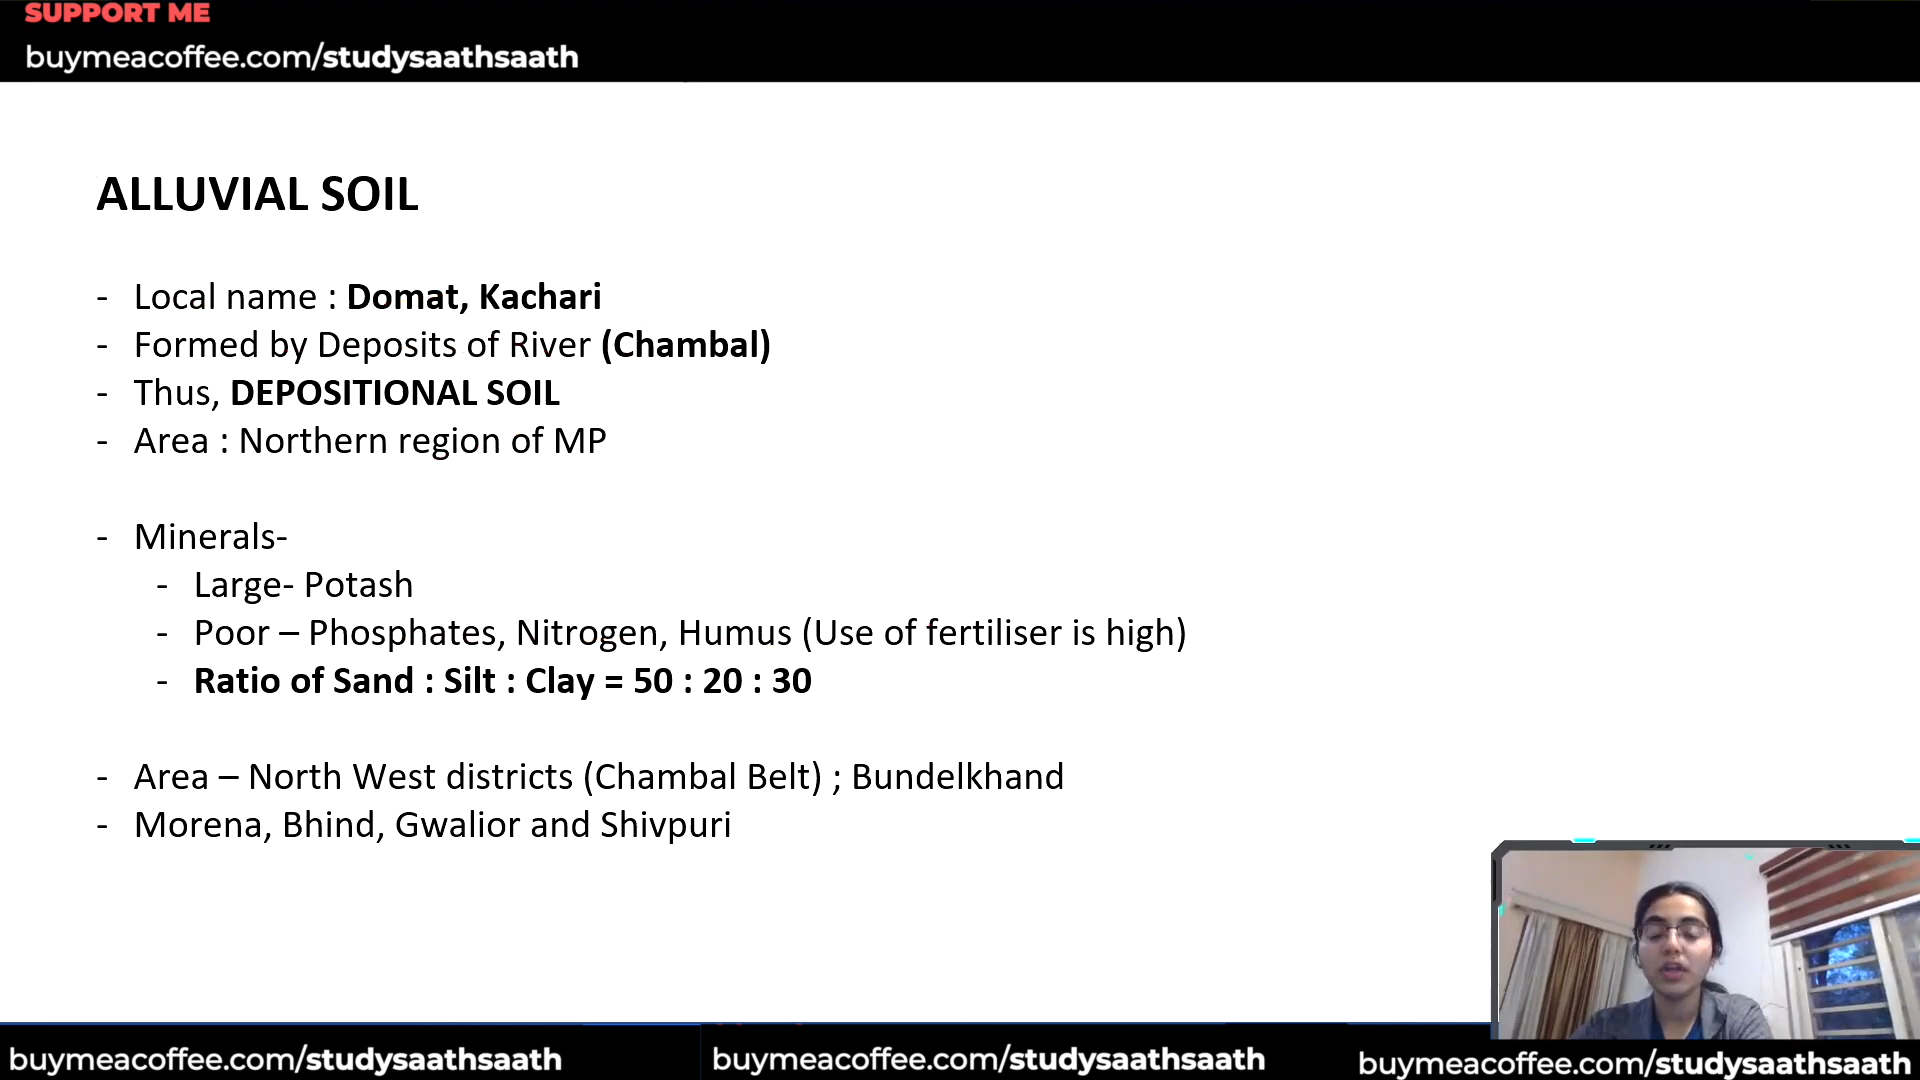 SUPPORT ME
buymeacoffee.com/studysaathsaath
ALLUVIAL SOIL
- Local name : Domat, Kachari
- Formed by Deposits of River (Chambal)
- Thus, DEPOSITIONAL SOIL
- Area : Northern region of MP
- Minerals-
- Large- Potash
- Poor – Phosphates, Nitrogen, Humus (Use of fertiliser is high)
- Ratio of Sand : Silt : Clay = 50 : 20 : 30
- Area – North West districts (Chambal Belt) ; Bundelkhand
- Morena, Bhind, Gwalior and Shivpuri
buymeacoffee.com/studysaathsaath
buymeacoffee.com/studysaathsaath
buymeacoffee.com/studysaathsaath